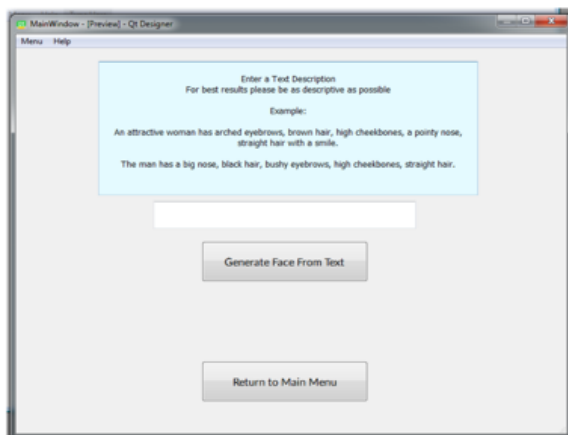 MainWindow - [Preview] - Qt Designer
Menu Help
Enter a Text Description
For best results please be as descriptive as possible
Example:
An attractive woman has arched eyebrows, brown hair, high cheekbones, a pointy nose,
straight hair with a smile.
The man has a big nose, black hair, bushy eyebrows, high cheekbones, straight hair.
Generate Face From Text
Return to Main Menu